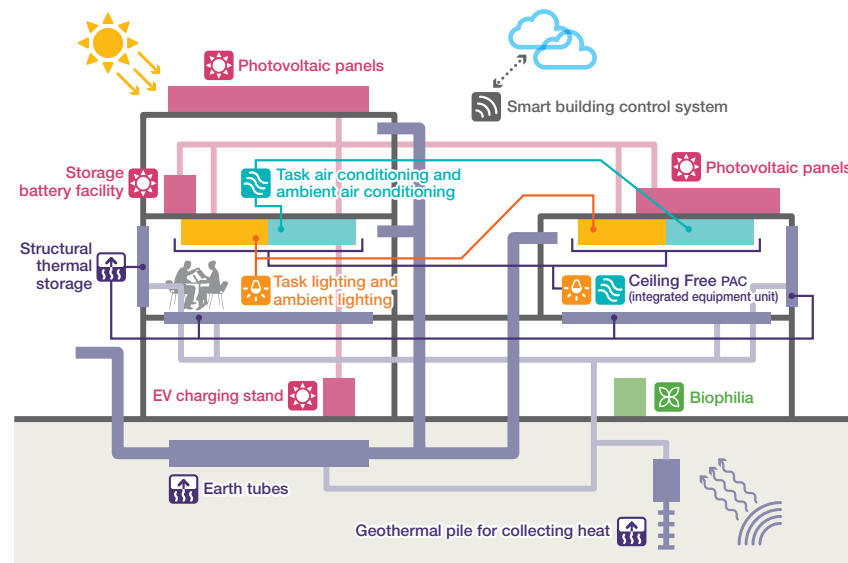 Photovoltaic panels
Smart building control system
Storage
battery facility
Task air conditioning and
ambient air conditioning
Photovoltaic panels
Structural
thermal
storage
Task lighting and
ambient lighting
Ceiling Free PAC
(integrated equipment unit)
EV charging stand
Biophilia
Earth tubes
Geothermal pile for collecting heat